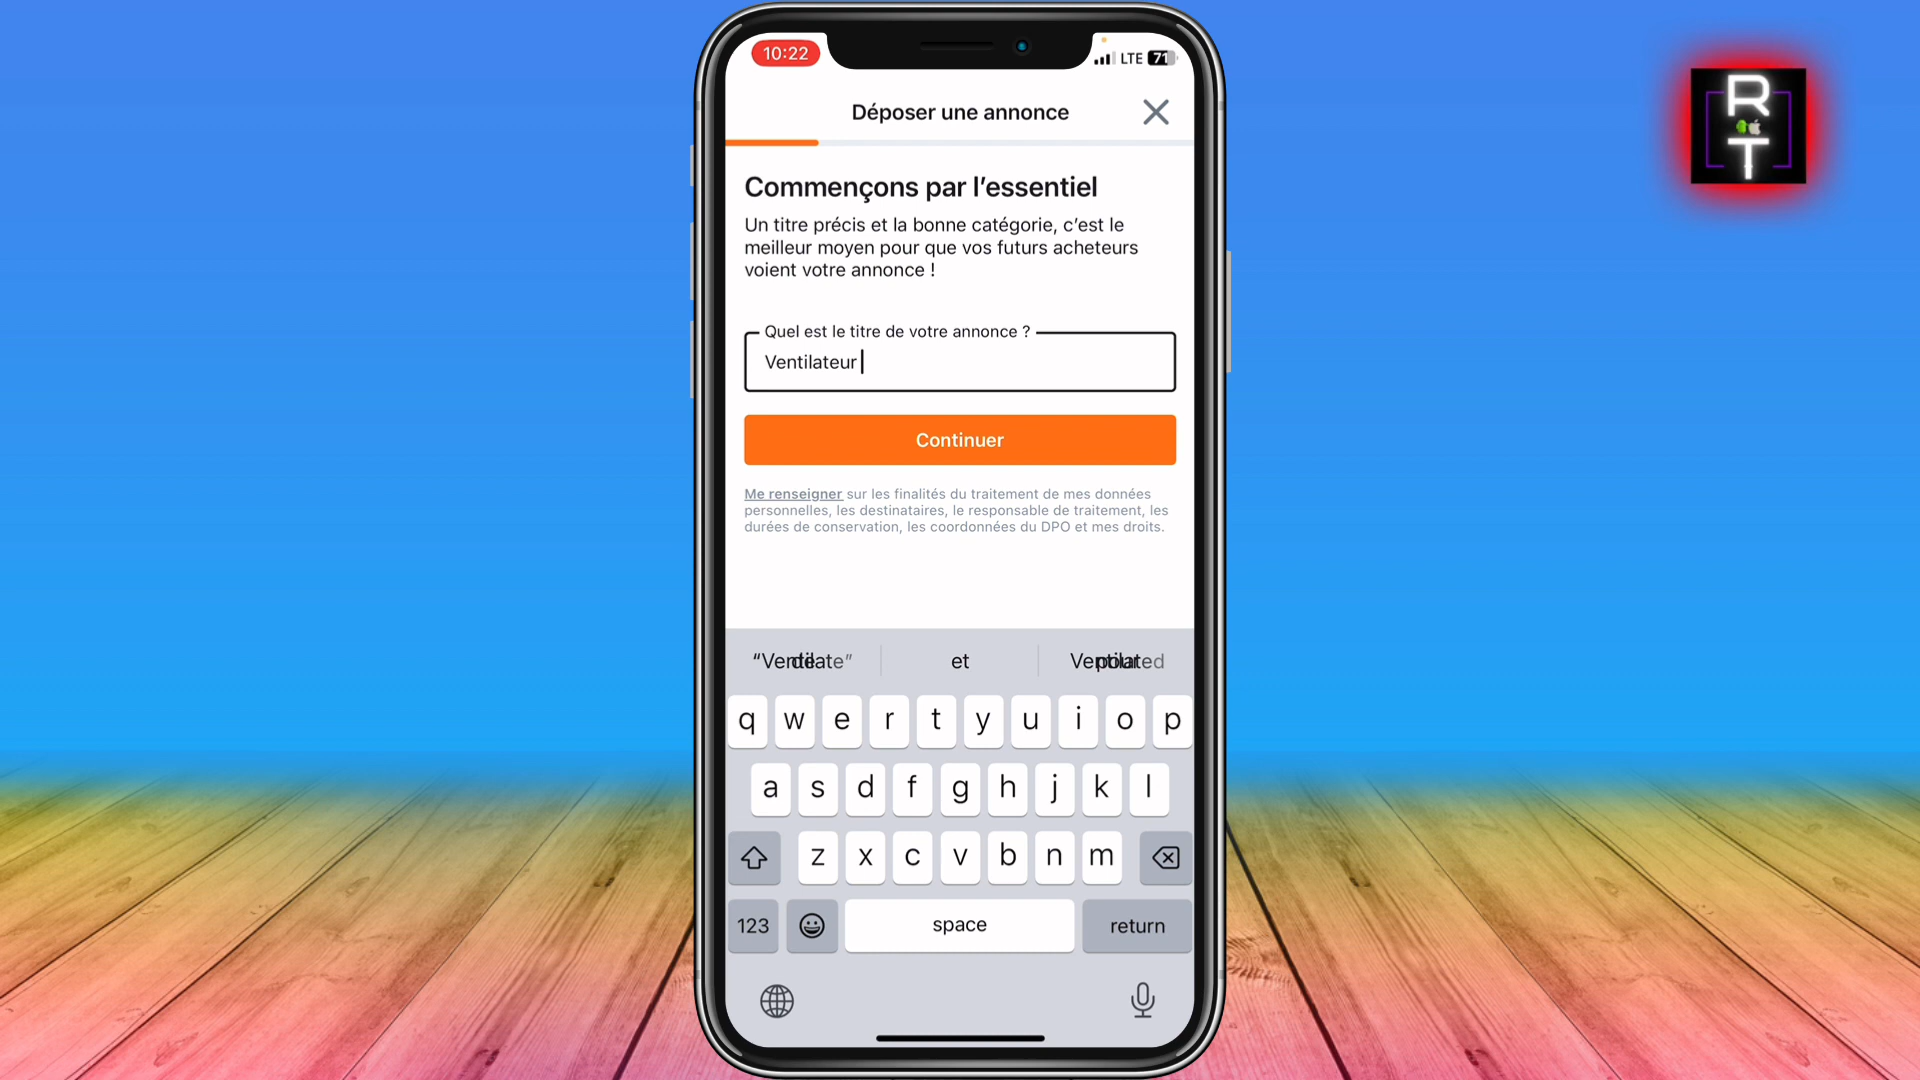 10:22
LTE 71
R
T
Déposer une annonce
Commençons par l’essentiel
Un titre précis et la bonne catégorie, c’est le
meilleur moyen pour que vos futurs acheteurs
voient votre annonce !
Quel est le titre de votre annonce ?
Ventilateur
Continuer
Me renseigner sur les finalités du traitement de mes données
personnelles, les destinataires, le responsable de traitement, les
durées de conservation, les coordonnées du DPO et mes droits.
et
q w e r t y u i o p
a s d f g h j k l
z x c v b n m
123 space return